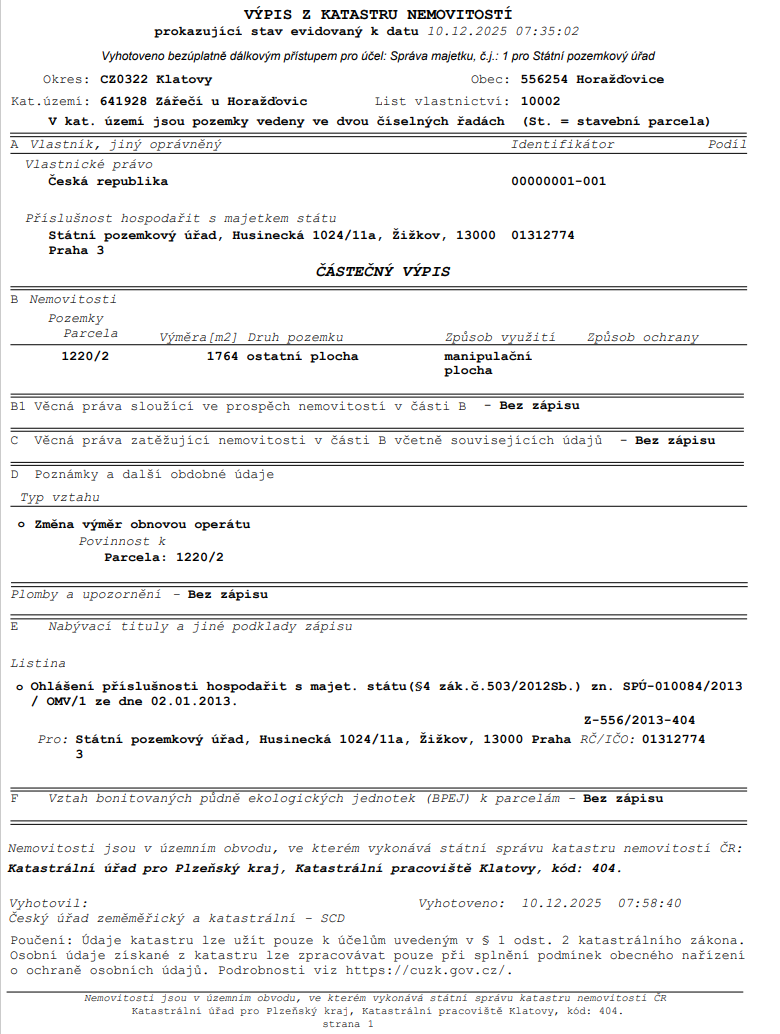 VÝPIS Z KATASTRU NEMOVITOSTÍ
prokazující stav evidovaný k datu 10.12.2025 07:35:02
Vyhotoveno bezúplatně dálkovým přístupem pro účel: Správa majetku, č.j.: 1 pro Státní pozemkový úřad
Okres: CZ0322 Klatovy Obec: 556254 Horažďovice
Kat.území: 641928 Zářečí u Horažďovic List vlastnictví: 10002
V kat. území jsou pozemky vedeny ve dvou číselných řadách (St. = stavební parcela)
A Vlastník, jiný oprávněný Identifikátor Podíl
Vlastnické právo
Česká republika 00000001-001
Příslušnost hospodařit s majetkem státu
Státní pozemkový úřad, Husinecká 1024/11a, Žižkov, 13000 01312774
Praha 3
ČÁSTEČNÝ VÝPIS
B Nemovitosti
Pozemky
Parcela Výměra[m2] Druh pozemku Způsob využití Způsob ochrany
1220/2 1764 ostatní plocha manipulační
plocha
B1 Věcná práva sloužící ve prospěch nemovitostí v části B - Bez zápisu
C Věcná práva zatěžující nemovitosti v části B včetně souvisejících údajů - Bez zápisu
D Poznámky a další obdobné údaje
Typ vztahu
o Změna výměr obnovou operátu
Povinnost k
Parcela: 1220/2
Plomby a upozornění - Bez zápisu
E Nabývací tituly a jiné podklady zápisu
Listina
o Ohlášení příslušnosti hospodařit s majet. státu(§4 zák.č.503/2012Sb.) zn. SPÚ-010084/2013
/ OMV/1 ze dne 02.01.2013.
Z-556/2013-404
Pro: Státní pozemkový úřad, Husinecká 1024/11a, Žižkov, 13000 Praha RČ/IČO: 01312774
3
F Vztah bonitovaných půdně ekologických jednotek (BPEJ) k parcelám - Bez zápisu
Nemovitosti jsou v územním obvodu, ve kterém vykonává státní správu katastru nemovitostí ČR:
Katastrální úřad pro Plzeňský kraj, Katastrální pracoviště Klatovy, kód: 404.
Vyhotovil: Vyhotoveno: 10.12.2025 07:58:40
Český úřad zeměměřický a katastrální - SCD
Poučení: Údaje katastru lze užít pouze k účelům uvedeným v § 1 odst. 2 katastrálního zákona.
Osobní údaje získané z katastru lze zpracovávat pouze při splnění podmínek obecného nařízení
o ochraně osobních údajů. Podrobnosti viz https://cuzk.gov.cz/.
Nemovitosti jsou v územním obvodu, ve kterém vykonává státní správu katastru nemovitostí ČR
Katastrální úřad pro Plzeňský kraj, Katastrální pracoviště Klatovy, kód: 404.
strana 1